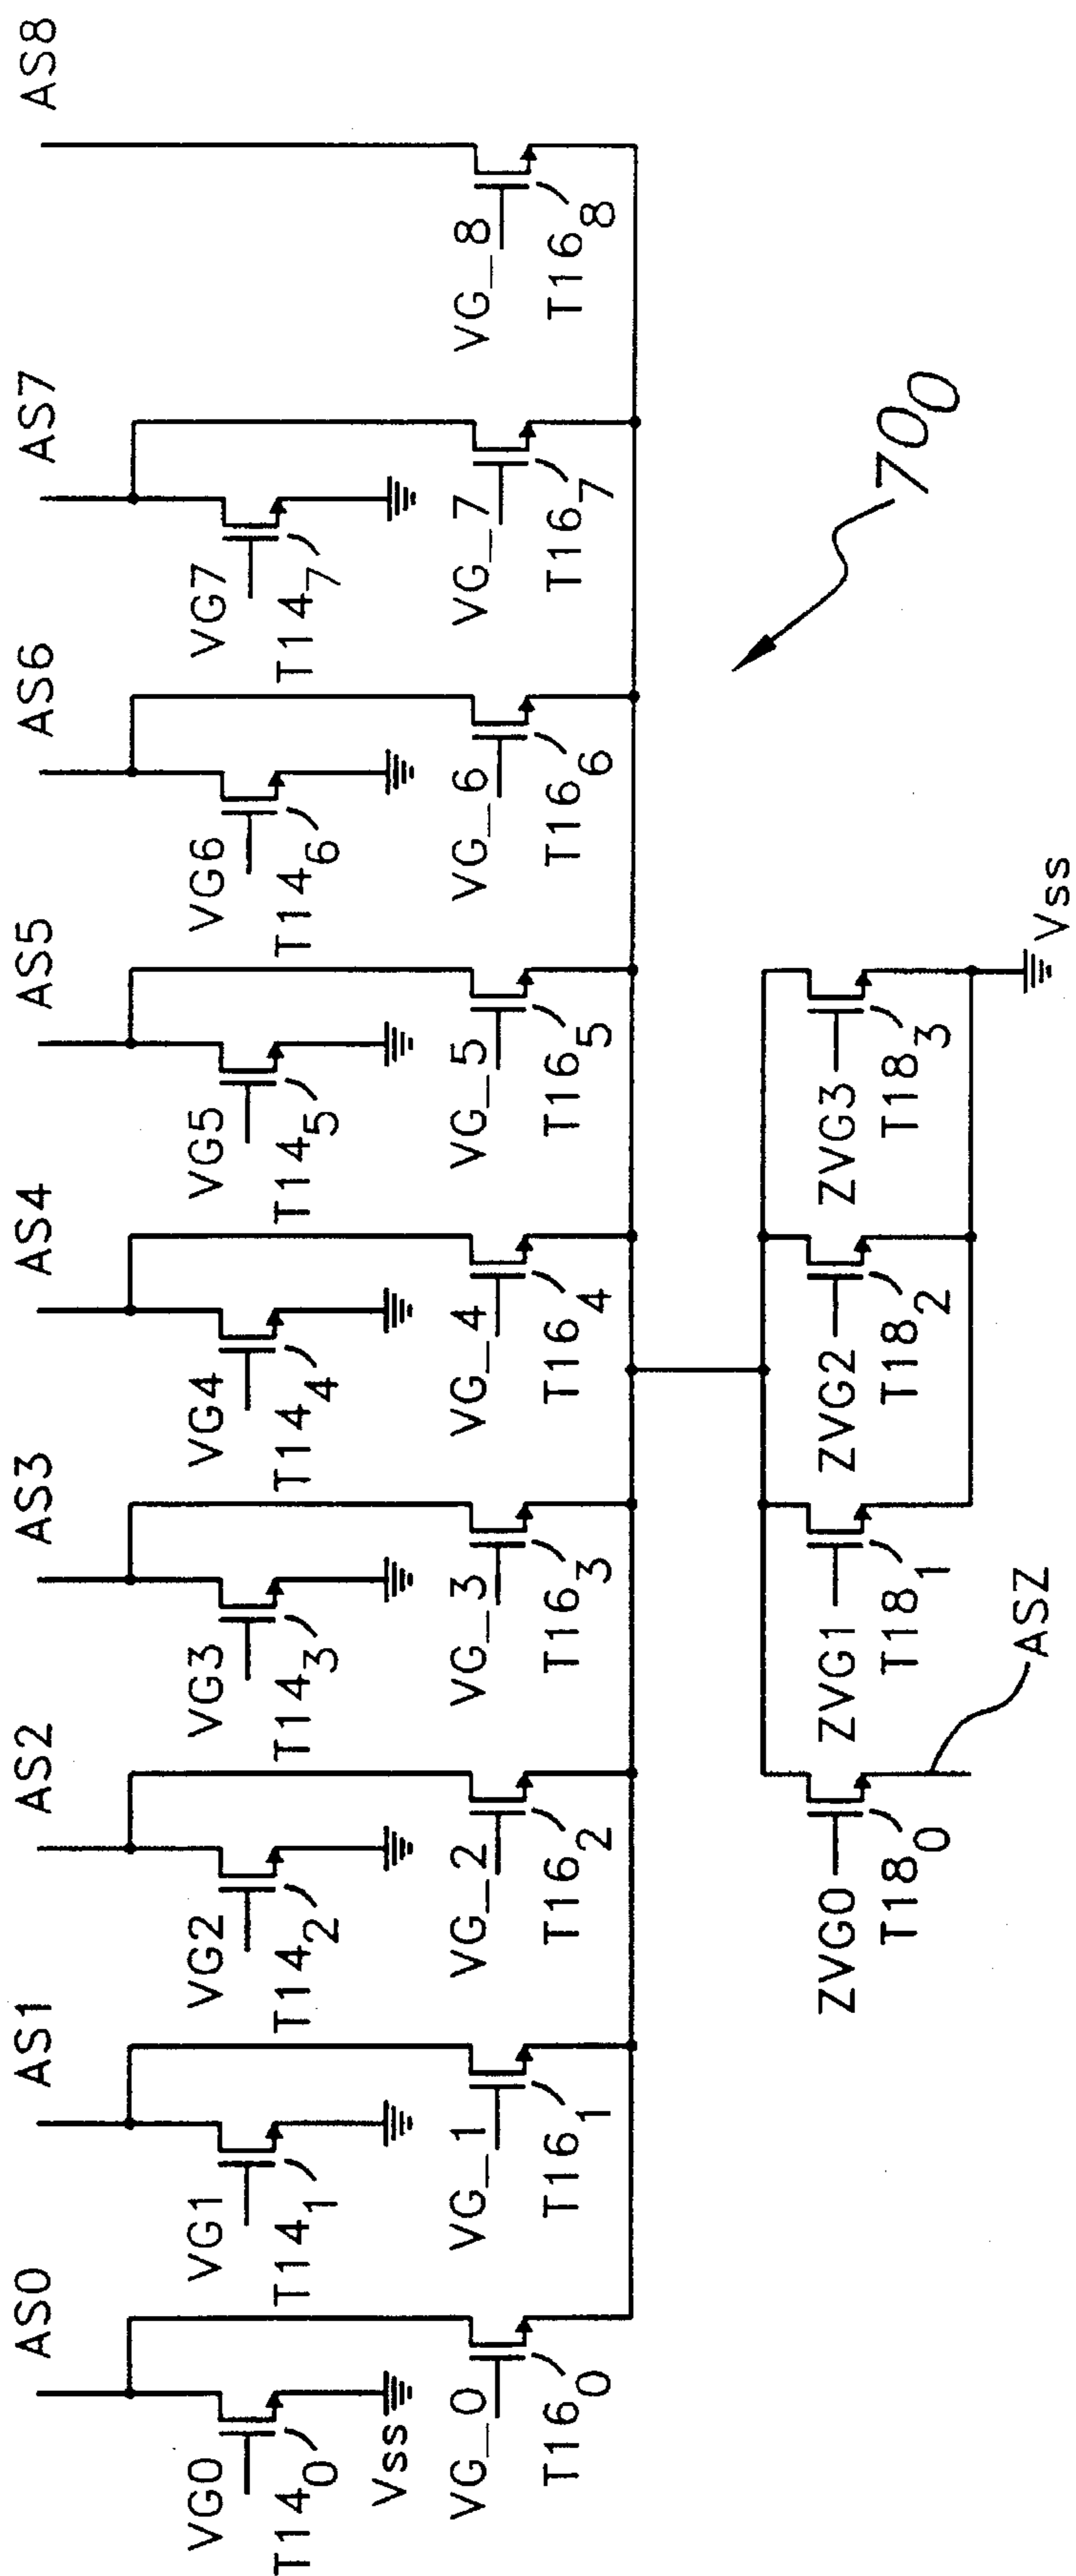 AS0 AS1 AS2 AS3 AS4 AS5 AS6 AS7 AS8
VG0 VG1 VG2 VG3 VG4 VG5 VG6 VG7
T14₀ T14₁ T14₂ T14₃ T14₄ T14₅ T14₆ T14₇
Vss
VG_0 VG_1 VG_2 VG_3 VG_4 VG_5 VG_6 VG_7 VG_8
T16₀ T16₁ T16₂ T16₃ T16₄ T16₅ T16₆ T16₇ T16₈
ZVG0 ZVG1 ZVG2 ZVG3
T18₀ T18₁ T18₂ T18₃
ASZ
Vss
700